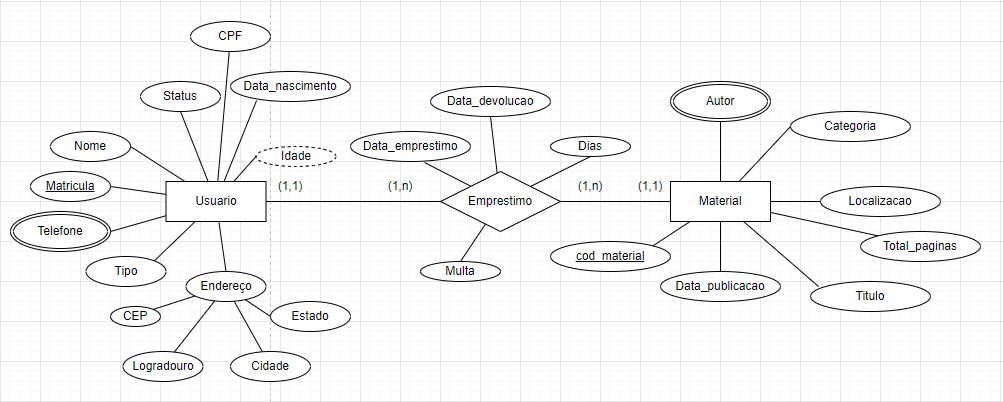 CPF
Data_nascimento
Status
Data_devolucao
Autor
Categoria
Nome
Data_emprestimo
Dias
Idade
Matricula
(1,1)
(1,n)
(1,n)
(1,1)
Usuario
Emprestimo
Material
Localizacao
Telefone
Total_paginas
cod_material
Tipo
Multa
Endereço
Data_publicacao
Titulo
CEP
Estado
Logradouro
Cidade